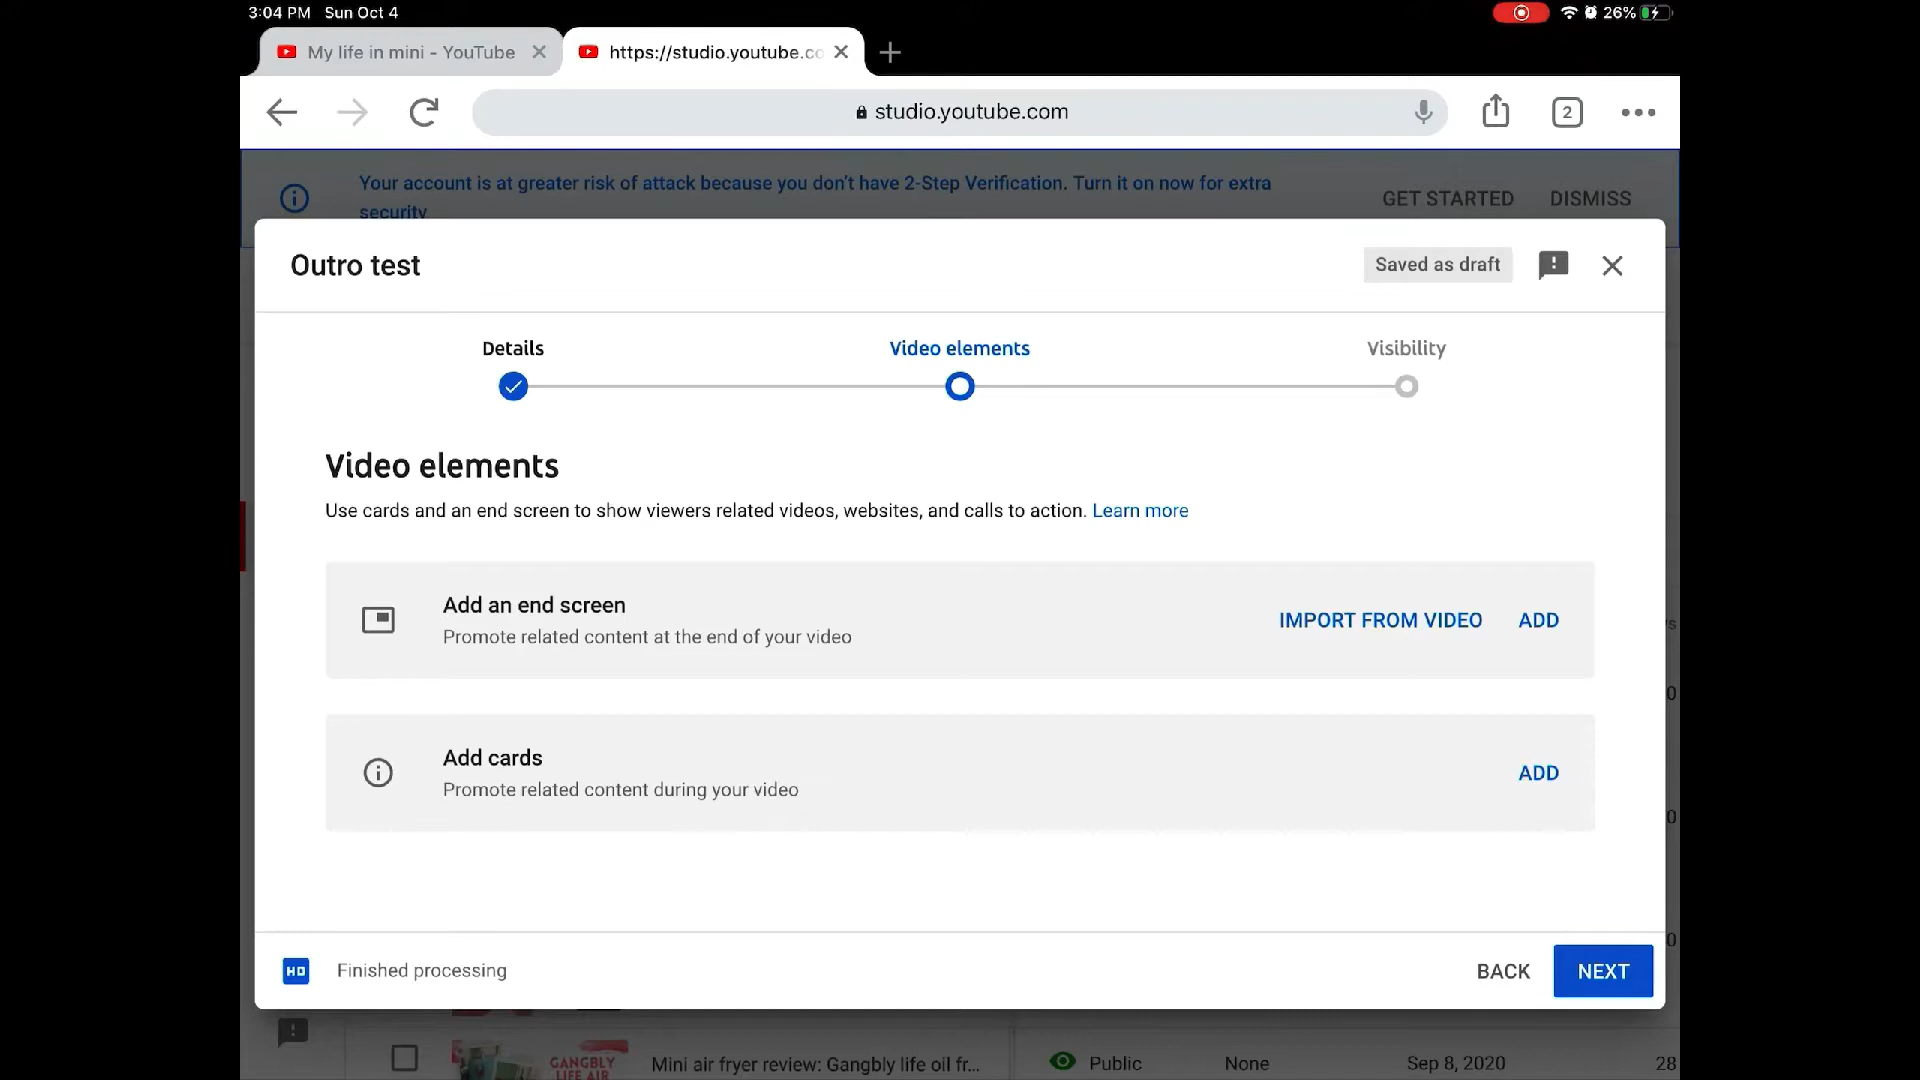 3:04 PM Sun Oct 4
26%
My life in mini - YouTube
https://studio.youtube.co
studio.youtube.com
2
Your account is at greater risk of attack because you don't have 2-Step Verification. Turn it on now for extra
security
GET STARTED
DISMISS
Outro test
Saved as draft
Details
Video elements
Visibility
Video elements
Use cards and an end screen to show viewers related videos, websites, and calls to action. Learn more
Add an end screen
Promote related content at the end of your video
IMPORT FROM VIDEO
ADD
Add cards
Promote related content during your video
ADD
HD
Finished processing
BACK
NEXT
GANGBLY
LIFE AIR
Mini air fryer review: Gangbly life oil fr...
Public
None
Sep 8, 2020
28